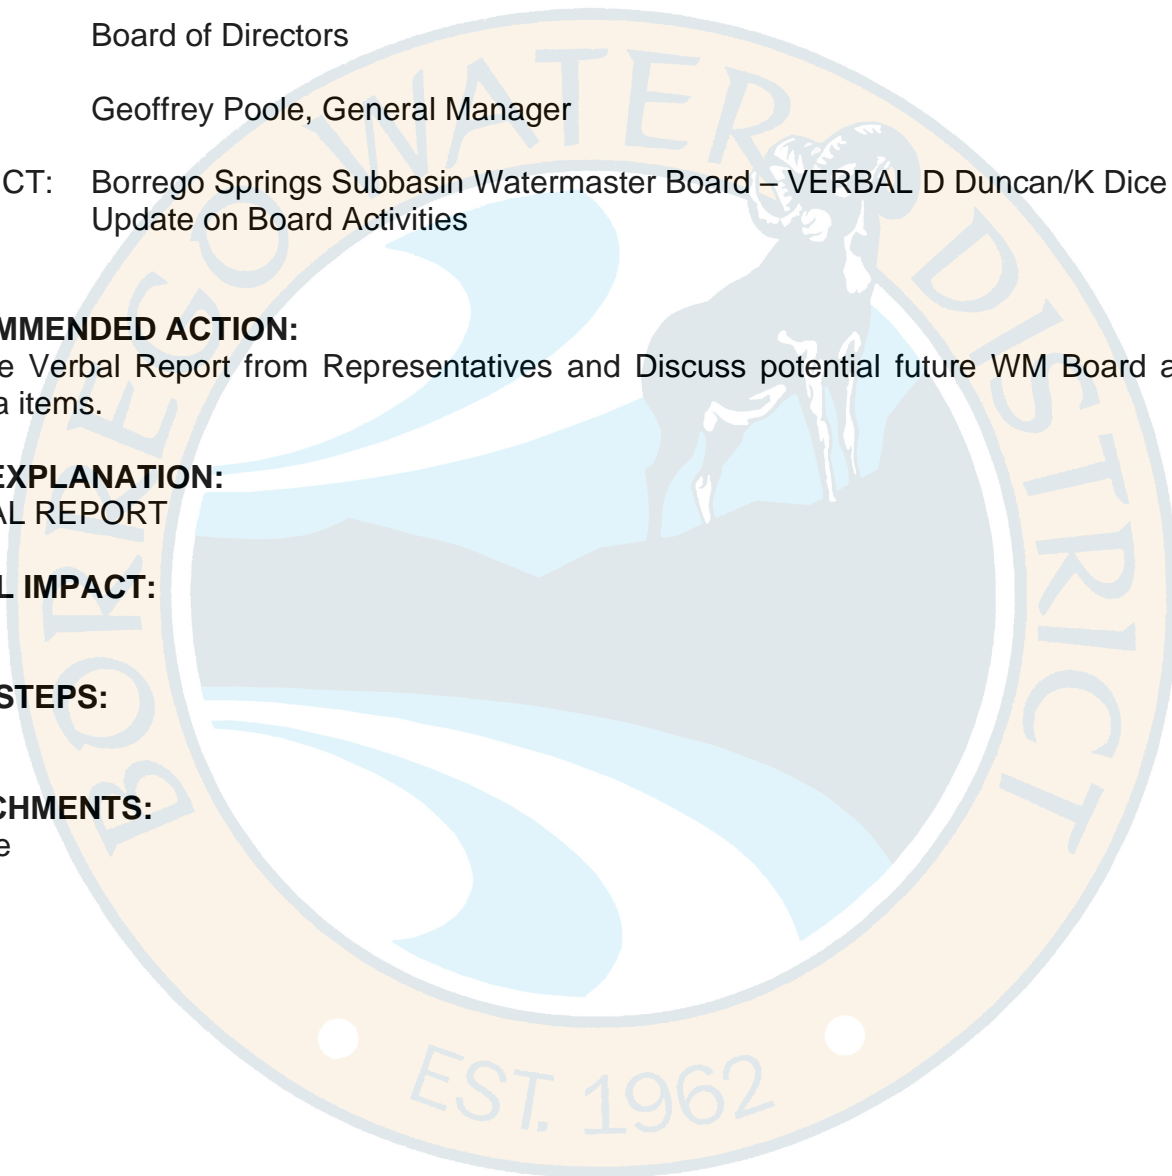 Board of Directors
Geoffrey Poole, General Manager
CT: Borrego Springs Subbasin Watermaster Board – VERBAL D Duncan/K Dice
Update on Board Activities
MMENDED ACTION:
e Verbal Report from Representatives and Discuss potential future WM Board a
a items.
EXPLANATION:
AL REPORT
L IMPACT:
STEPS:
CHMENTS:
e
BORREGO WATER DISTRICT
EST. 1962